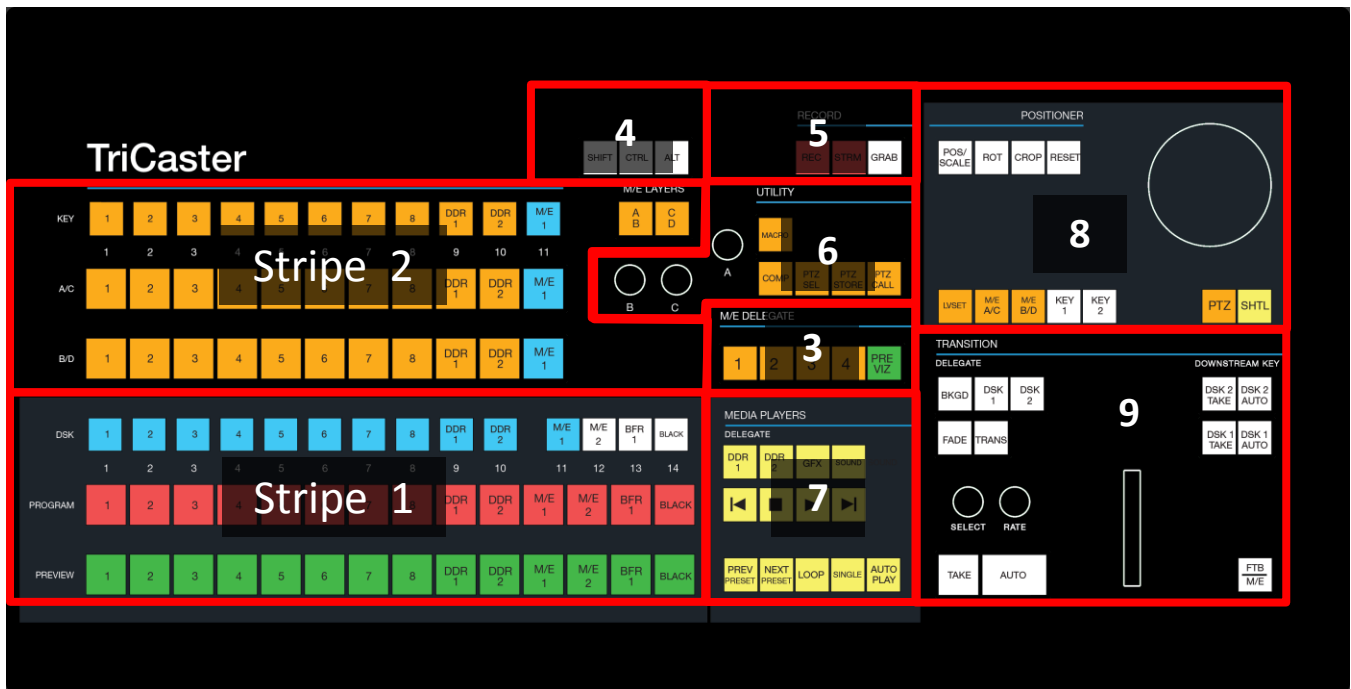 4
5
RECORD
SHIFT CTRL ALT
REC STRM GRAB
TriCaster
POSITIONER
POS/ SCALE ROT CROP RESET
8
LVSET M/E A/C M/E B/D KEY 1 KEY 2 PTZ SHTL
M/E LAYERS
KEY 1 2 3 4 5 6 7 8 DDR 1 DDR 2 M/E 1 A B C D
1 2 3 4 9 10 11
Stripe 2
A/C 1 2 3 4 5 6 7 8 DDR 1 DDR 2 M/E 1
B/D 1 2 3 4 5 6 7 8 DDR 1 DDR 2 M/E 1
UTILITY
MACRO
6
A
B C
COMP PTZ SEL PTZ STORE PTZ CALL
M/E DELEGATE
3
1 2 3 4 PRE VIZ
DSK 1 2 3 4 5 6 7 8 DDR 1 DDR 2 M/E 1 M/E 2 BFR 1 BLACK
1 2 3 4 5 6 7 8 9 10 11 12 13 14
Stripe 1
PROGRAM 1 2 3 4 5 6 7 8 DDR 1 DDR 2 M/E 1 M/E 2 BFR 1 BLACK
PREVIEW 1 2 3 4 5 6 7 8 DDR 1 DDR 2 M/E 1 M/E 2 BFR 1 BLACK
MEDIA PLAYERS
DELEGATE
DDR 1 DDR 2 GFX SOUND
7
PREV PRESET NEXT PRESET LOOP SINGLE AUTO PLAY
TRANSITION
DELEGATE
DOWNSTREAM KEY
BKGD DSK 1 DSK 2
DSK 2 TAKE DSK 2 AUTO
9
FADE TRANS
DSK 1 TAKE DSK 1 AUTO
SELECT RATE
TAKE AUTO
FTB M/E